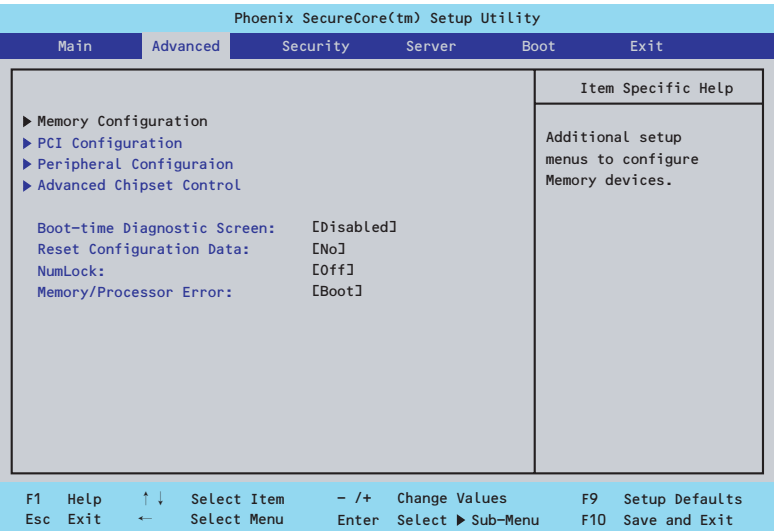 Phoenix SecureCore(tm) Setup Utility
Main Advanced Security Server Boot Exit
Item Specific Help
▶ Memory Configuration
▶ PCI Configuration
▶ Peripheral Configuraion
▶ Advanced Chipset Control
Additional setup
menus to configure
Memory devices.
Boot-time Diagnostic Screen: [Disabled]
Reset Configuration Data: [No]
NumLock: [Off]
Memory/Processor Error: [Boot]
F1 Help ↑↓ Select Item - /+ Change Values F9 Setup Defaults
Esc Exit ← Select Menu Enter Select ▶ Sub-Menu F10 Save and Exit